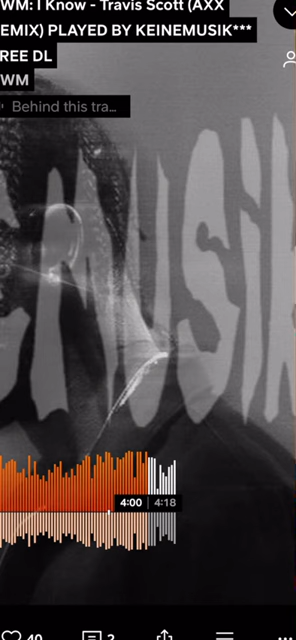 WM: I Know - Travis Scott (AXX
EMIX) PLAYED BY KEINEMUSIK***
REE DL
WM
Behind this tra...
USIK
4:00 | 4:18
40
2